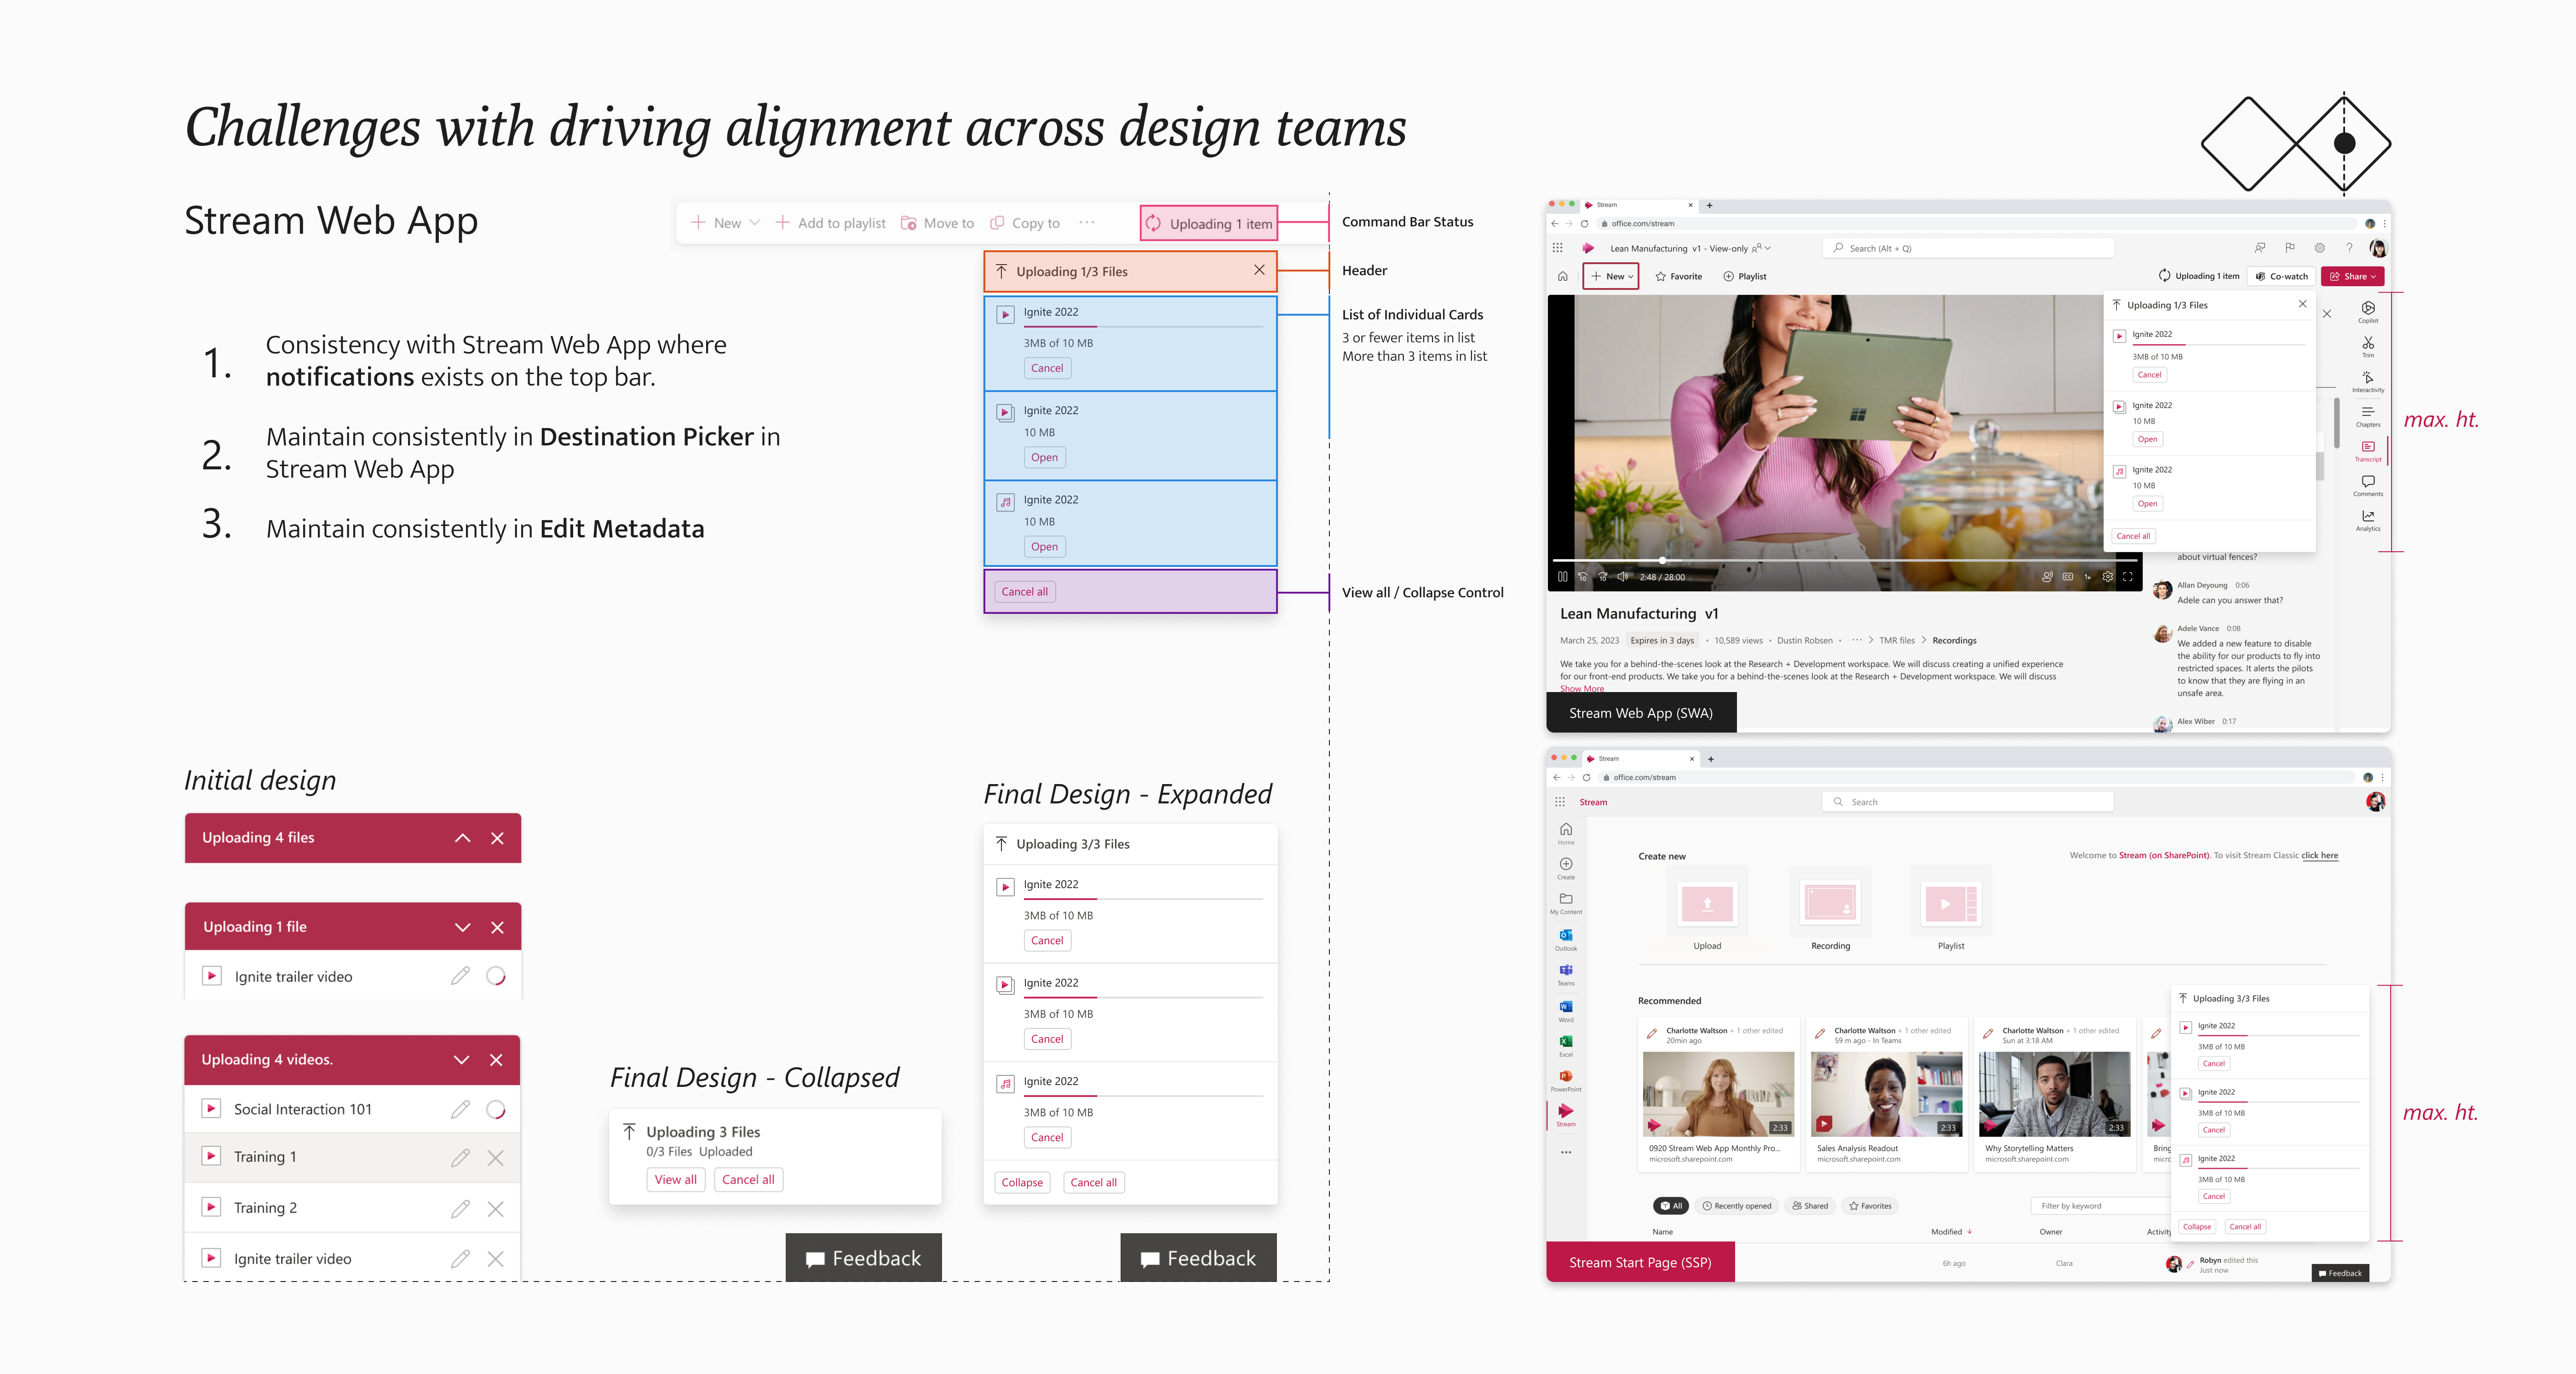 Challenges with driving alignment across design teams
Stream Web App
1. Consistency with Stream Web App where
notifications exists on the top bar.
2. Maintain consistently in Destination Picker in
Stream Web App
3. Maintain consistently in Edit Metadata
New
Add to playlist
Move to
Copy to
···
Uploading 1 item
Uploading 1/3 Files
Ignite 2022
3MB of 10 MB
Cancel
Ignite 2022
10 MB
Open
Ignite 2022
10 MB
Open
Cancel all
Command Bar Status
Header
List of Individual Cards
3 or fewer items in list
More than 3 items in list
View all / Collapse Control
Initial design
Uploading 4 files
Uploading 1 file
Ignite trailer video
Uploading 4 videos.
Social Interaction 101
Training 1
Training 2
Ignite trailer video
Final Design - Collapsed
Uploading 3 Files
0/3 Files Uploaded
View all
Cancel all
Feedback
Final Design - Expanded
Uploading 3/3 Files
Ignite 2022
3MB of 10 MB
Cancel
Ignite 2022
3MB of 10 MB
Cancel
Ignite 2022
3MB of 10 MB
Cancel
Collapse
Cancel all
Feedback
Stream
office.com/stream
Lean Manufacturing v1 - View-only
Search (Alt + Q)
New
Favorite
Playlist
Uploading 1 item
Co-watch
Share
Uploading 1/3 Files
Ignite 2022
3MB of 10 MB
Cancel
Ignite 2022
10 MB
Open
Ignite 2022
10 MB
Open
Cancel all
Copilot
Trim
Interactivity
Chapters
Transcript
Comments
Analytics
max. ht.
2:48 / 28:00
about virtual fences?
Allan Deyoung 0:06
Adele can you answer that?
Adele Vance 0:08
We added a new feature to disable
the ability for our products to fly into
restricted spaces. It alerts the pilots
to know that they are flying in an
unsafe area.
Alex Wiber 0:17
Lean Manufacturing v1
March 25, 2023 Expires in 3 days • 10,589 views • Dustin Robsen • ··· > TMR files > Recordings
We take you for a behind-the-scenes look at the Research + Development workspace. We will discuss creating a unified experience
for our front-end products. We take you for a behind-the-scenes look at the Research + Development workspace. We will discuss
Show More
Stream Web App (SWA)
Stream
office.com/stream
Stream
Search
Home
Create
My Content
Outlook
Teams
Word
Excel
PowerPoint
Stream
Create new
Welcome to Stream (on SharePoint). To visit Stream Classic click here
Upload
Recording
Playlist
Recommended
Charlotte Waltson • 1 other edited
20min ago
2:33
0920 Stream Web App Monthly Pro...
microsoft.sharepoint.com
Charlotte Waltson • 1 other edited
59 m ago - In Teams
2:33
Sales Analysis Readout
microsoft.sharepoint.com
Charlotte Waltson • 1 other edited
Sun at 3:18 AM
2:33
Why Storytelling Matters
microsoft.sharepoint.com
Bring
micrc
Uploading 3/3 Files
Ignite 2022
3MB of 10 MB
Cancel
Ignite 2022
3MB of 10 MB
Cancel
Ignite 2022
3MB of 10 MB
Cancel
Collapse
Cancel all
max. ht.
All
Recently opened
Shared
Favorites
Filter by keyword
Name
Modified
Owner
Activity
6h ago
Clara
Robyn edited this
Just now
Feedback
Stream Start Page (SSP)